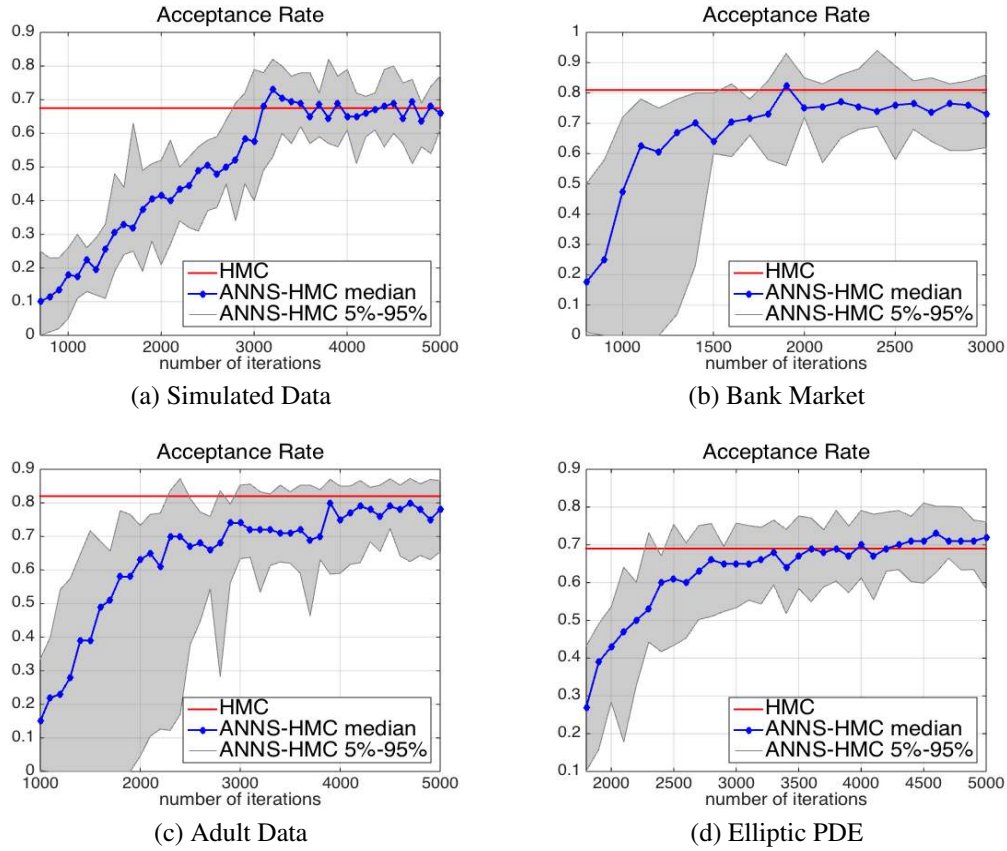 Acceptance Rate
0.9
0.8
0.7
0.6
0.5
0.4
0.3
0.2
0.1
0
HMC
ANNS-HMC median
ANNS-HMC 5%-95%
1000 2000 3000 4000 5000
number of iterations
(a) Simulated Data
Acceptance Rate
1
0.9
0.8
0.7
0.6
0.5
0.4
0.3
0.2
0.1
0
HMC
ANNS-HMC median
ANNS-HMC 5%-95%
1000 1500 2000 2500 3000
number of iterations
(b) Bank Market
Acceptance Rate
0.9
0.8
0.7
0.6
0.5
0.4
0.3
0.2
0.1
0
HMC
ANNS-HMC median
ANNS-HMC 5%-95%
1000 2000 3000 4000 5000
number of iterations
(c) Adult Data
Acceptance Rate
0.9
0.8
0.7
0.6
0.5
0.4
0.3
0.2
0.1
HMC
ANNS-HMC median
ANNS-HMC 5%-95%
2000 2500 3000 3500 4000 4500 5000
number of iterations
(d) Elliptic PDE